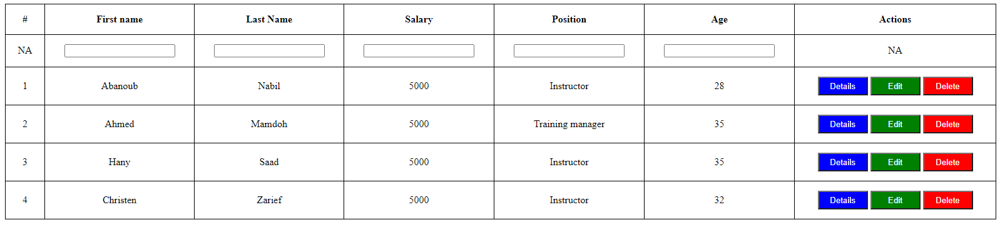 # First name Last Name Salary Position Age Actions
NA NA
1 Abanoub Nabil 5000 Instructor 28 Details Edit Delete
2 Ahmed Mamdoh 5000 Training manager 35 Details Edit Delete
3 Hany Saad 5000 Instructor 35 Details Edit Delete
4 Christen Zarief 5000 Instructor 32 Details Edit Delete